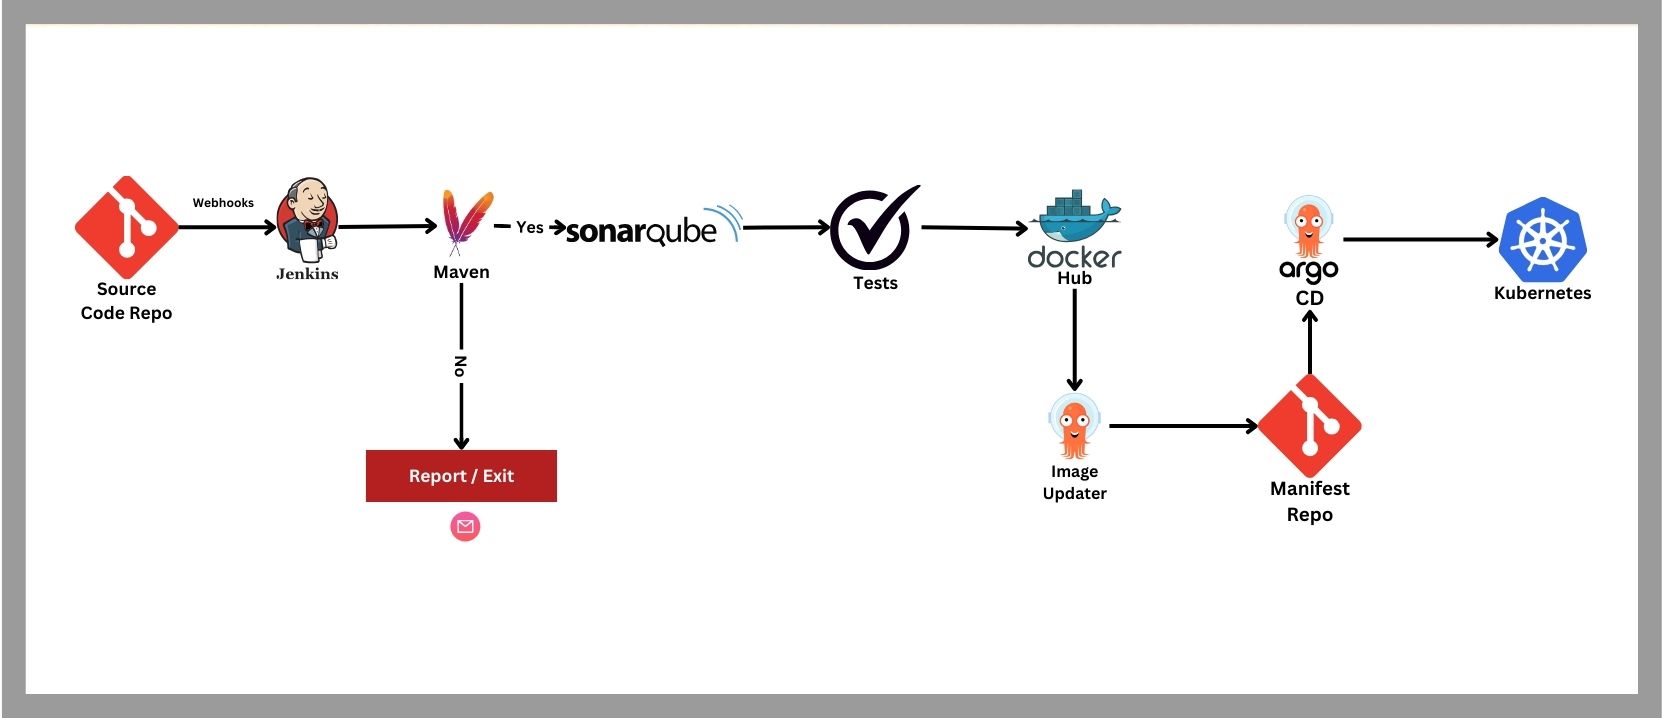 Webhooks
Source
Code Repo
Jenkins
Maven
Yes
sonarqube
Tests
docker
Hub
argo
CD
Kubernetes
No
Report / Exit
Image
Updater
Manifest
Repo